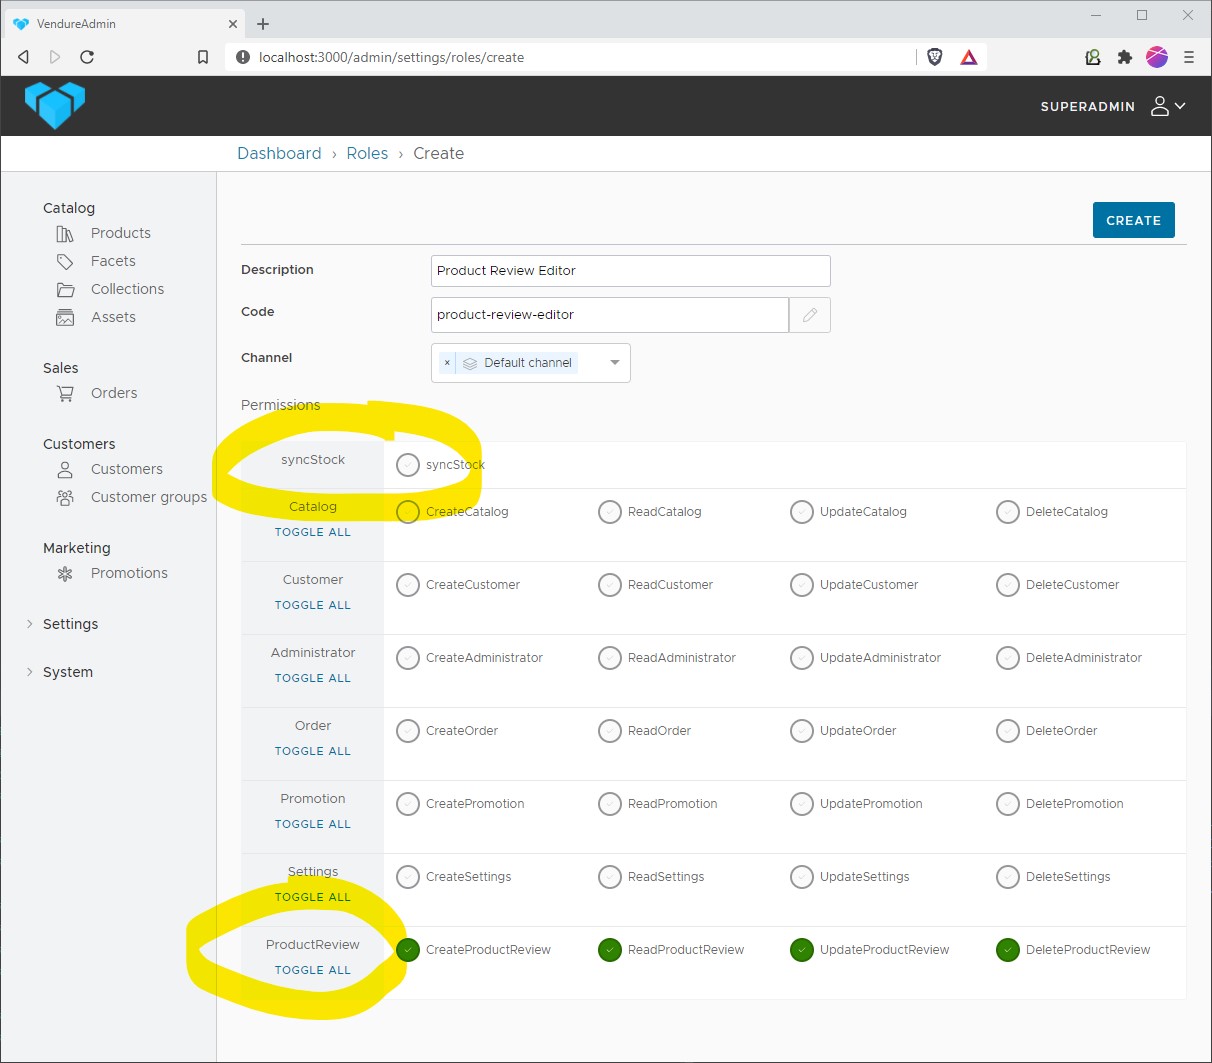 VendureAdmin
localhost:3000/admin/settings/roles/create
SUPERADMIN
Dashboard › Roles › Create
Catalog
Products
Facets
Collections
Assets
Sales
Orders
Customers
Customers
Customer groups
Marketing
Promotions
Settings
System
CREATE
Description
Product Review Editor
Code
product-review-editor
Channel
× Default channel
Permissions
syncStock
syncStock
Catalog
TOGGLE ALL
CreateCatalog ReadCatalog UpdateCatalog DeleteCatalog
Customer
TOGGLE ALL
CreateCustomer ReadCustomer UpdateCustomer DeleteCustomer
Administrator
TOGGLE ALL
CreateAdministrator ReadAdministrator UpdateAdministrator DeleteAdministrator
Order
TOGGLE ALL
CreateOrder ReadOrder UpdateOrder DeleteOrder
Promotion
TOGGLE ALL
CreatePromotion ReadPromotion UpdatePromotion DeletePromotion
Settings
TOGGLE ALL
CreateSettings ReadSettings UpdateSettings DeleteSettings
ProductReview
TOGGLE ALL
CreateProductReview ReadProductReview UpdateProductReview DeleteProductReview